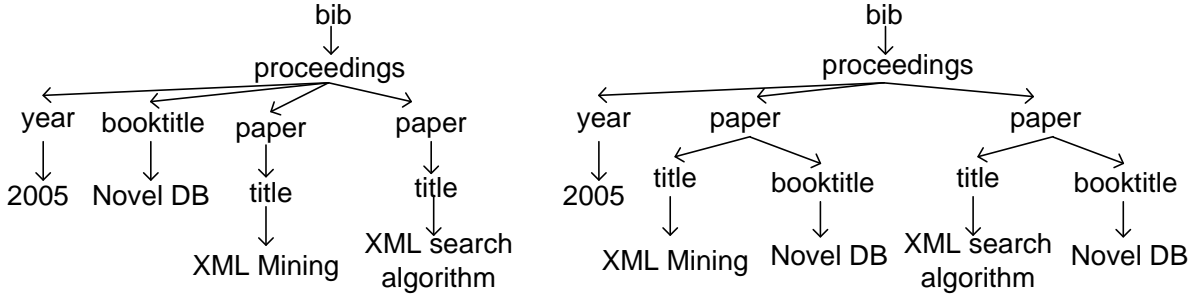 bib
proceedings
year booktitle paper paper
2005 Novel DB title title
XML Mining XML search
algorithm
bib
proceedings
year paper paper
title booktitle title booktitle
2005
XML Mining Novel DB XML search Novel DB
algorithm